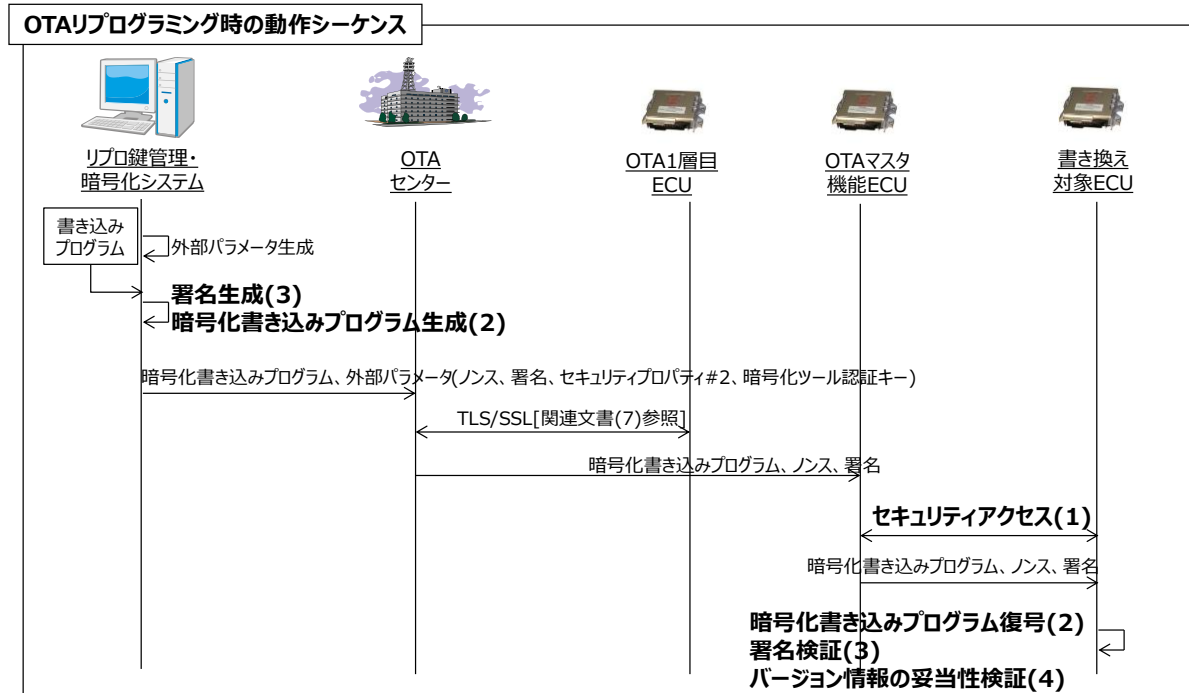 OTAリプログラミング時の動作シーケンス
リプロ鍵管理・
暗号化システム
OTA
センター
OTA1層目
ECU
OTAマスタ
機能ECU
書き換え
対象ECU
書き込み
プログラム
外部パラメータ生成
署名生成(3)
暗号化書き込みプログラム生成(2)
暗号化書き込みプログラム、外部パラメータ(ノンス、署名、セキュリティプロパティ#2、暗号化ツール認証キー)
TLS/SSL[関連文書(7)参照]
暗号化書き込みプログラム、ノンス、署名
セキュリティアクセス(1)
暗号化書き込みプログラム、ノンス、署名
暗号化書き込みプログラム復号(2)
署名検証(3)
バージョン情報の妥当性検証(4)